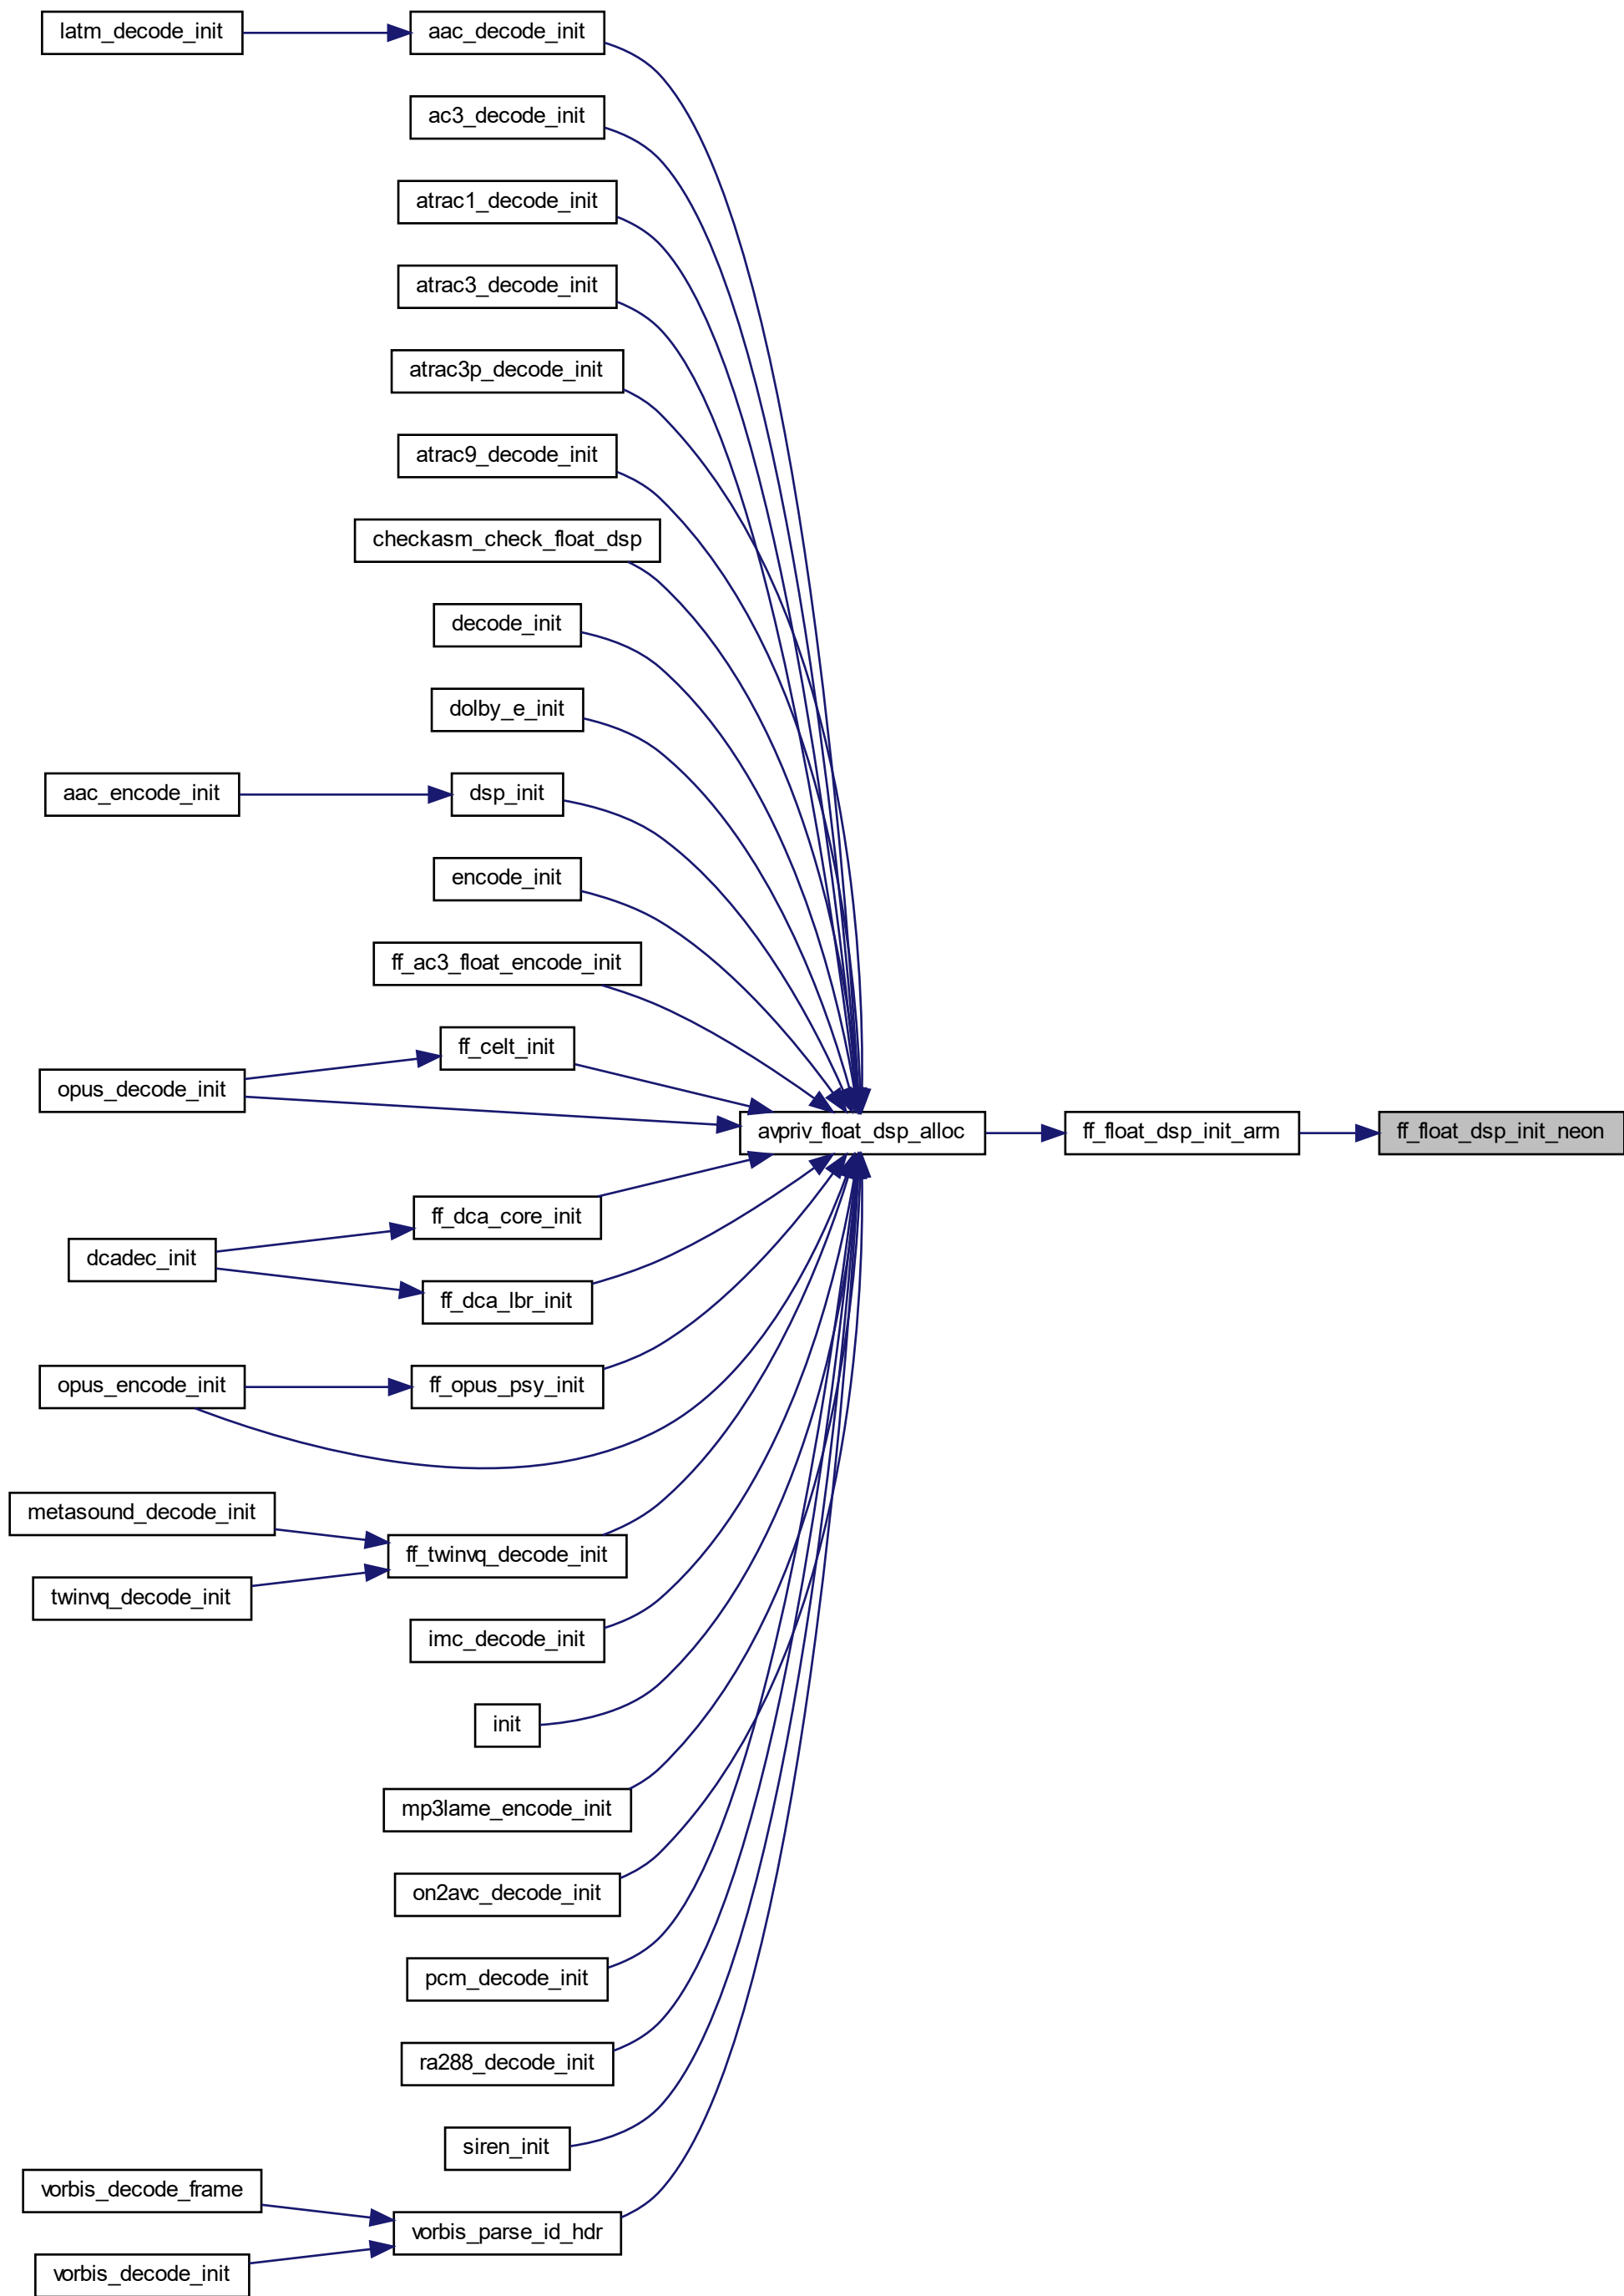 latm_decode_init
aac_decode_init
ac3_decode_init
atrac1_decode_init
atrac3_decode_init
atrac3p_decode_init
atrac9_decode_init
checkasm_check_float_dsp
decode_init
dolby_e_init
aac_encode_init
dsp_init
encode_init
ff_ac3_float_encode_init
ff_celt_init
opus_decode_init
avpriv_float_dsp_alloc
ff_float_dsp_init_arm
ff_float_dsp_init_neon
ff_dca_core_init
dcadec_init
ff_dca_lbr_init
opus_encode_init
ff_opus_psy_init
metasound_decode_init
ff_twinvq_decode_init
twinvq_decode_init
imc_decode_init
init
mp3lame_encode_init
on2avc_decode_init
pcm_decode_init
ra288_decode_init
siren_init
vorbis_decode_frame
vorbis_parse_id_hdr
vorbis_decode_init